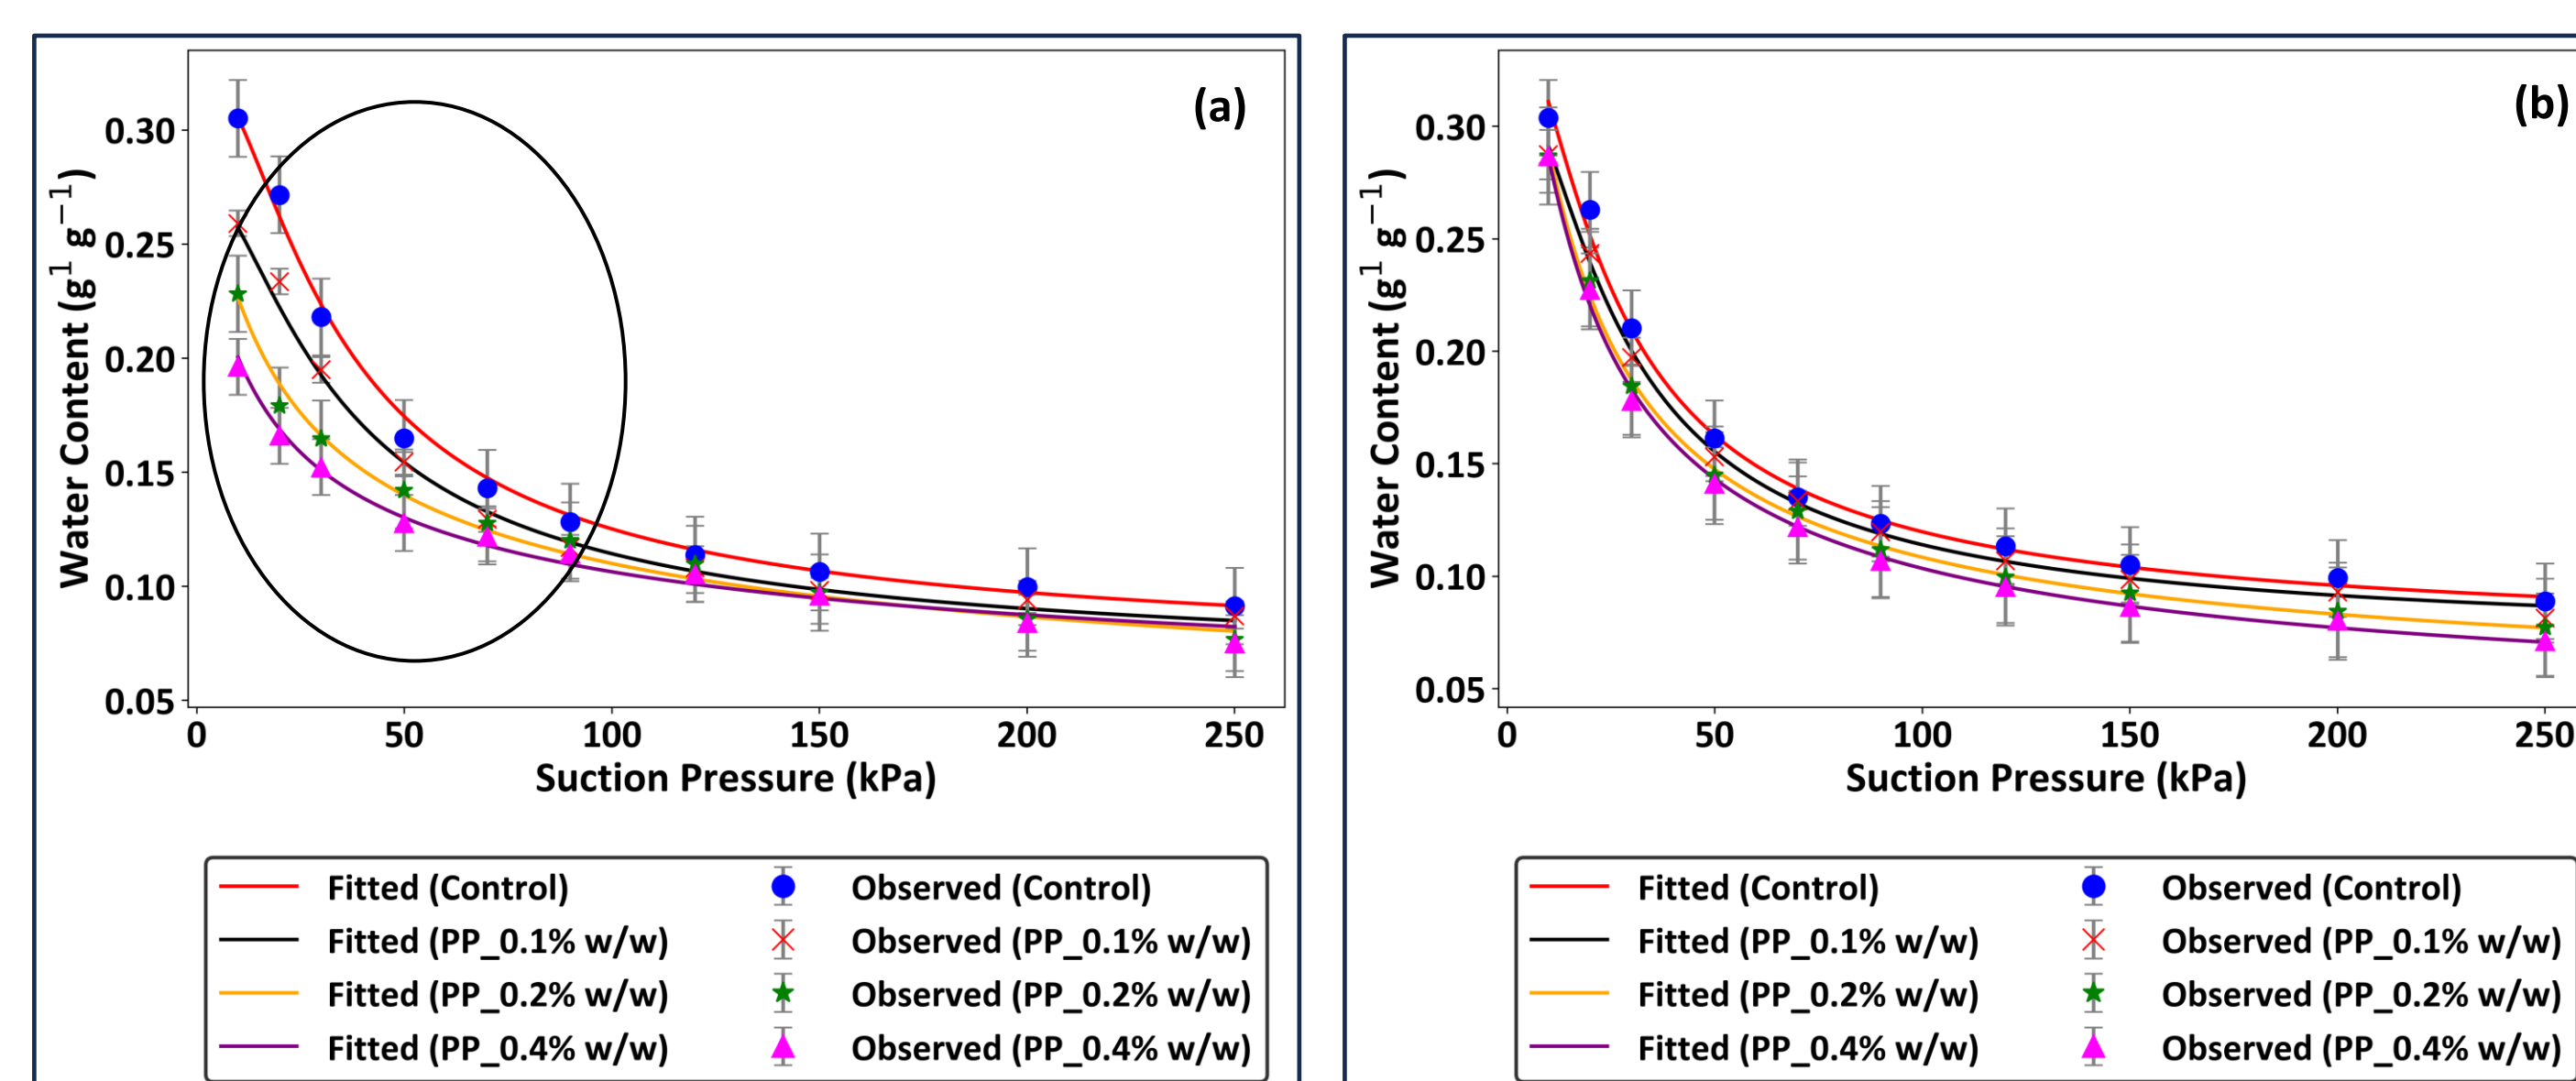 (a)
Water Content (g¹ g⁻¹)
0.30
0.25
0.20
0.15
0.10
0.05
0 50 100 150 200 250
Suction Pressure (kPa)
Fitted (Control) Observed (Control)
Fitted (PP_0.1% w/w) Observed (PP_0.1% w/w)
Fitted (PP_0.2% w/w) Observed (PP_0.2% w/w)
Fitted (PP_0.4% w/w) Observed (PP_0.4% w/w)
(b)
Water Content (g¹ g⁻¹)
0.30
0.25
0.20
0.15
0.10
0.05
0 50 100 150 200 250
Suction Pressure (kPa)
Fitted (Control) Observed (Control)
Fitted (PP_0.1% w/w) Observed (PP_0.1% w/w)
Fitted (PP_0.2% w/w) Observed (PP_0.2% w/w)
Fitted (PP_0.4% w/w) Observed (PP_0.4% w/w)